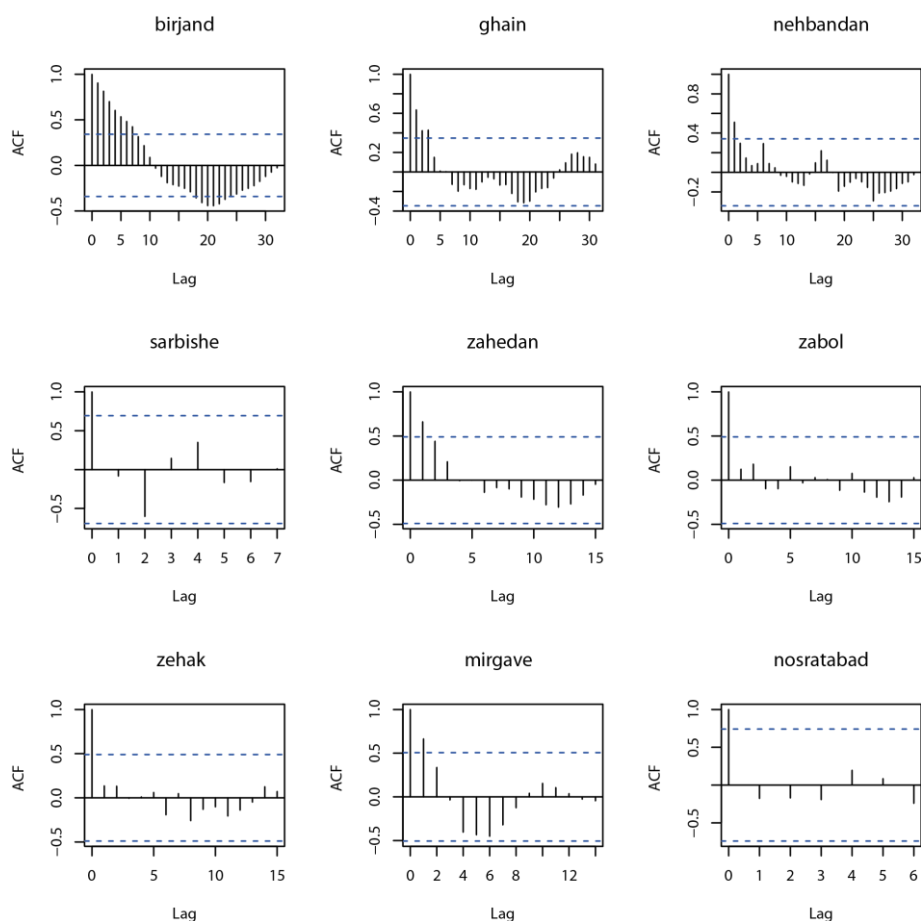 birjand
ghain
nehbandan
ACF
1.0
0.5
0.0
−0.5
0 5 10 20 30
Lag
ACF
1.0
0.6
0.2
−0.4
0 5 10 20 30
Lag
ACF
0.8
0.4
−0.2
0 5 10 20 30
Lag
sarbishe
zahedan
zabol
ACF
1.0
0.5
−0.5
0 1 2 3 4 5 6 7
Lag
ACF
1.0
0.5
0.0
−0.5
0 5 10 15
Lag
ACF
1.0
0.5
0.0
−0.5
0 5 10 15
Lag
zehak
mirgave
nosratabad
ACF
1.0
0.5
0.0
−0.5
0 5 10 15
Lag
ACF
1.0
0.5
0.0
−0.5
0 2 4 6 8 12
Lag
ACF
1.0
0.5
−0.5
0 1 2 3 4 5 6
Lag